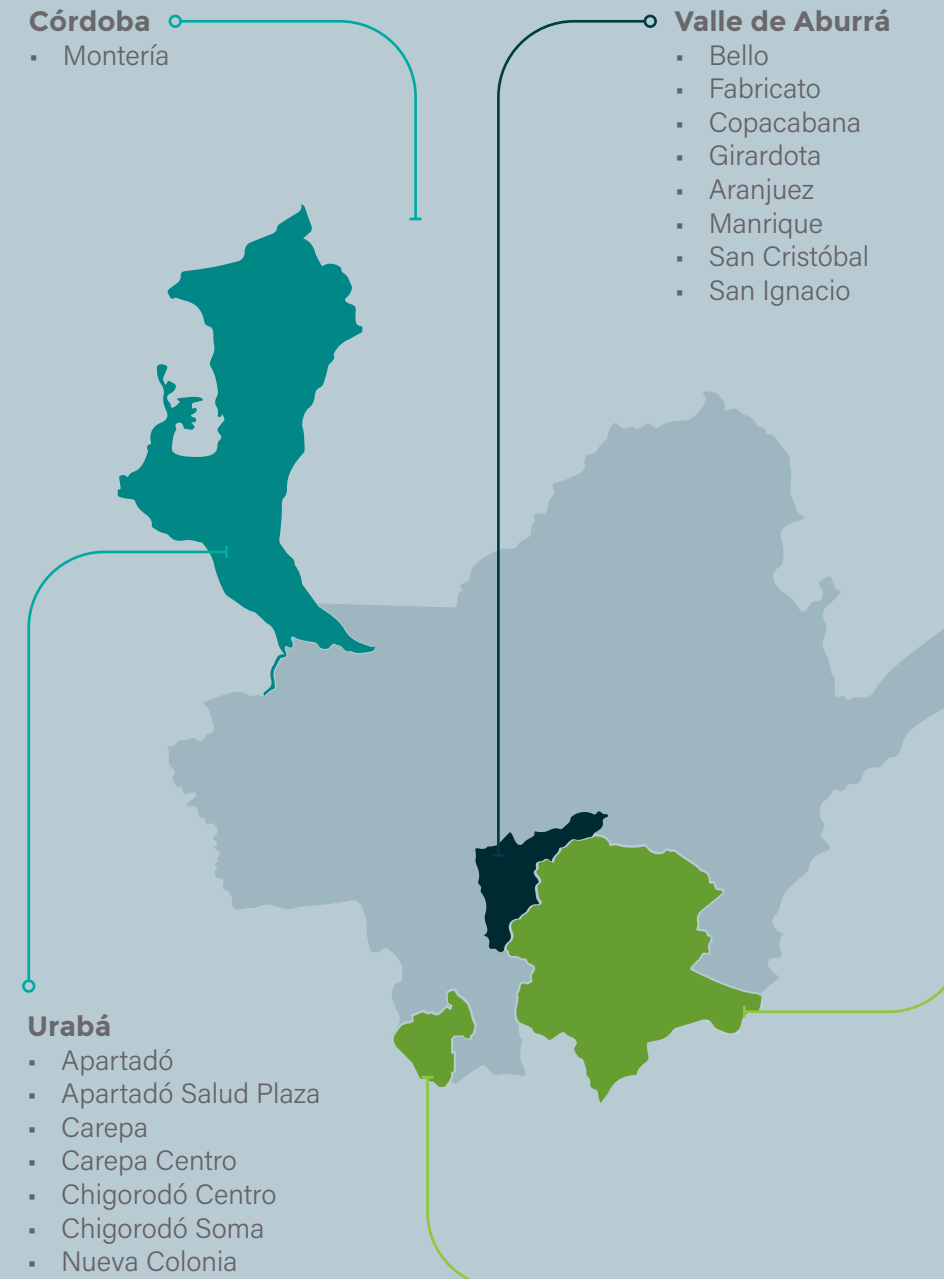 Córdoba
▪ Montería
Valle de Aburrá
▪ Bello
▪ Fabricato
▪ Copacabana
▪ Girardota
▪ Aranjuez
▪ Manrique
▪ San Cristóbal
▪ San Ignacio
Urabá
▪ Apartadó
▪ Apartadó Salud Plaza
▪ Carepa
▪ Carepa Centro
▪ Chigorodó Centro
▪ Chigorodó Soma
▪ Nueva Colonia